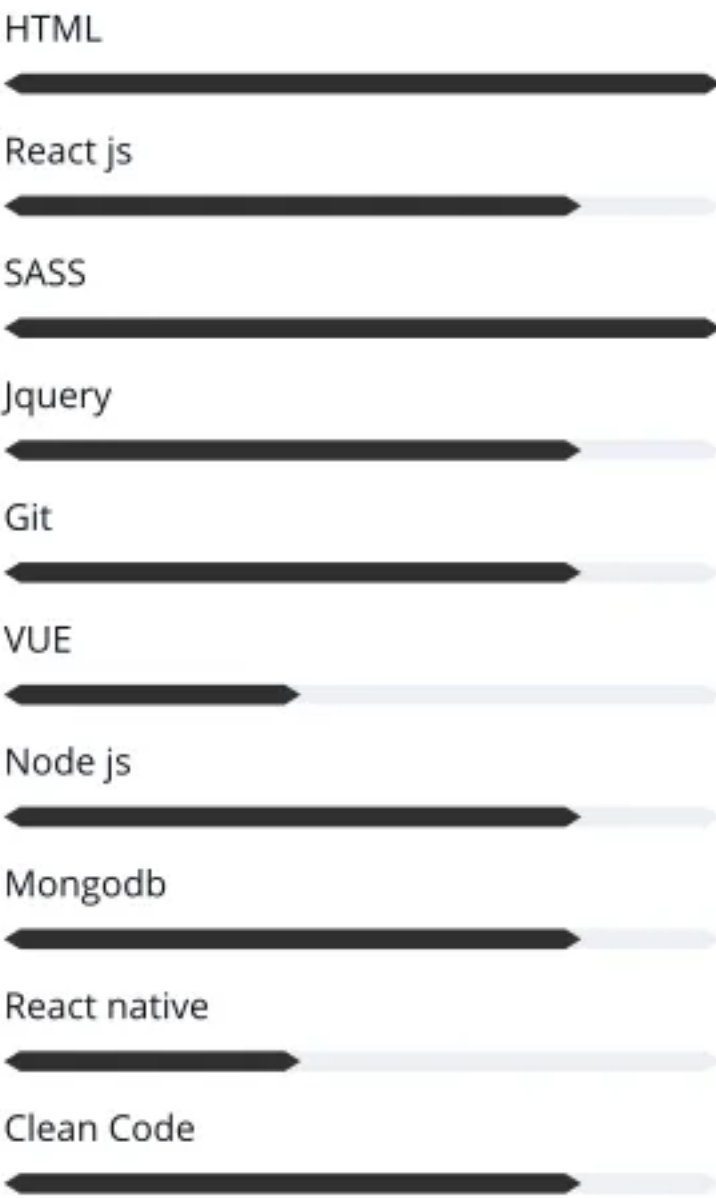 HTML
React js
SASS
Jquery
Git
VUE
Node js
Mongodb
React native
Clean Code